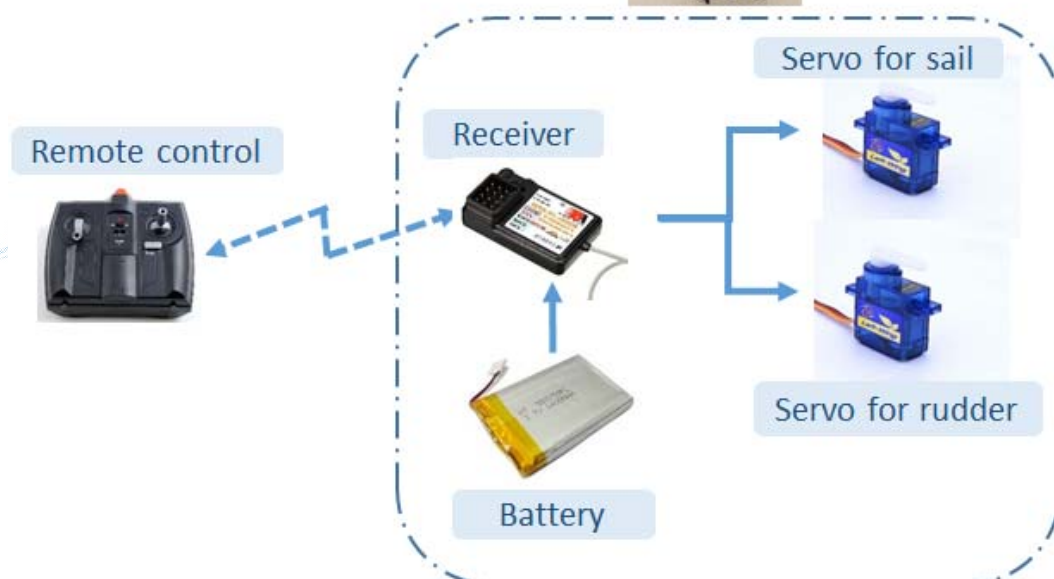 Servo for sail
Receiver
Remote control
Servo for rudder
Battery